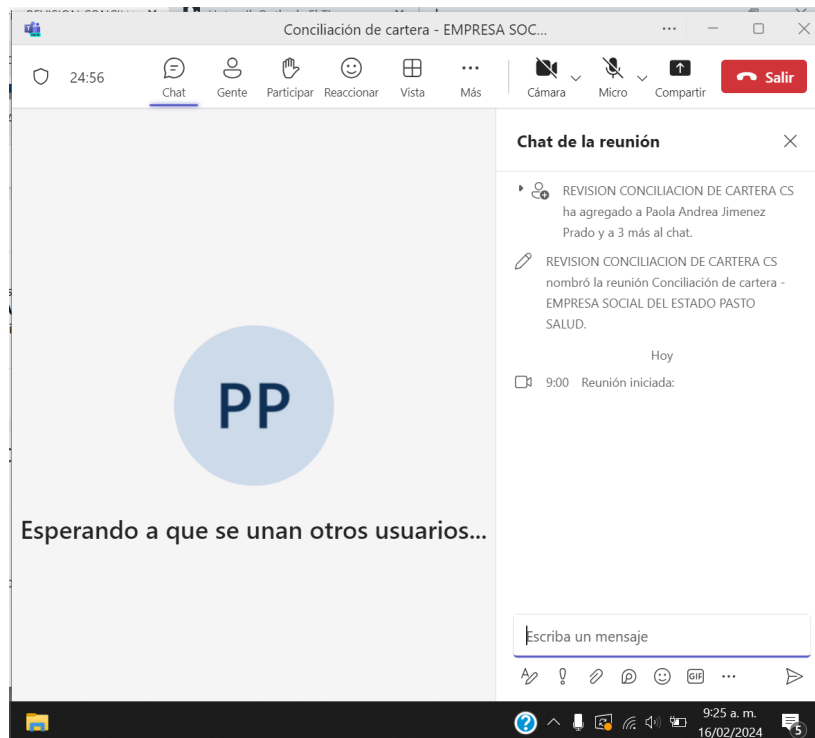 Conciliación de cartera - EMPRESA SOC...
24:56
Chat
Gente
Participar
Reaccionar
Vista
Más
Cámara
Micro
Compartir
Salir
Chat de la reunión
REVISION CONCILIACION DE CARTERA CS
ha agregado a Paola Andrea Jimenez
Prado y a 3 más al chat.
REVISION CONCILIACION DE CARTERA CS
nombró la reunión Conciliación de cartera -
EMPRESA SOCIAL DEL ESTADO PASTO
SALUD.
Hoy
9:00 Reunión iniciada:
PP
Esperando a que se unan otros usuarios...
Escriba un mensaje
GIF
9:25 a. m.
16/02/2024
5